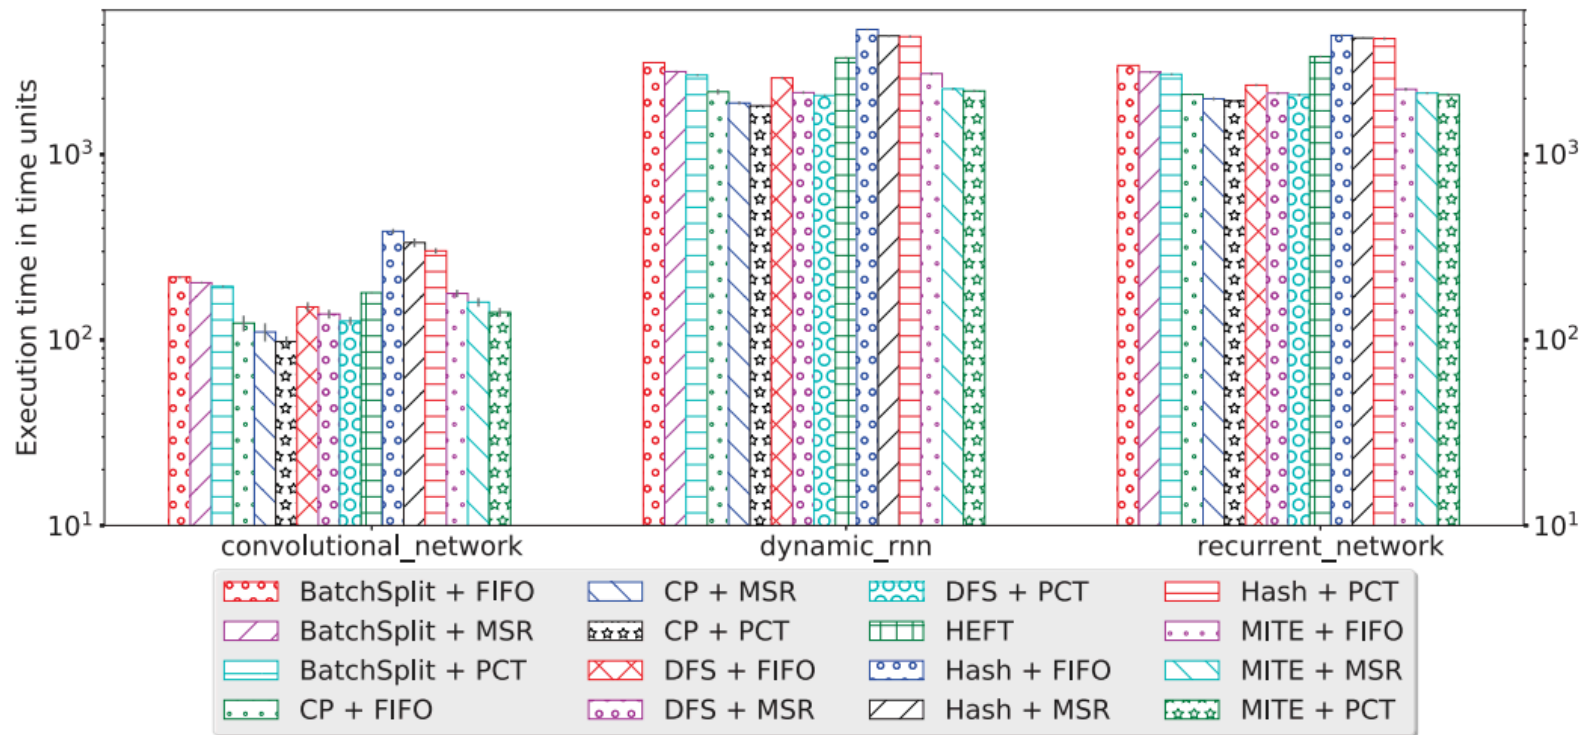 Execution time in time units
10³
10²
10¹
10³
10²
10¹
convolutional_network dynamic_rnn recurrent_network
BatchSplit + FIFO CP + MSR DFS + PCT Hash + PCT
BatchSplit + MSR CP + PCT HEFT MITE + FIFO
BatchSplit + PCT DFS + FIFO Hash + FIFO MITE + MSR
CP + FIFO DFS + MSR Hash + MSR MITE + PCT